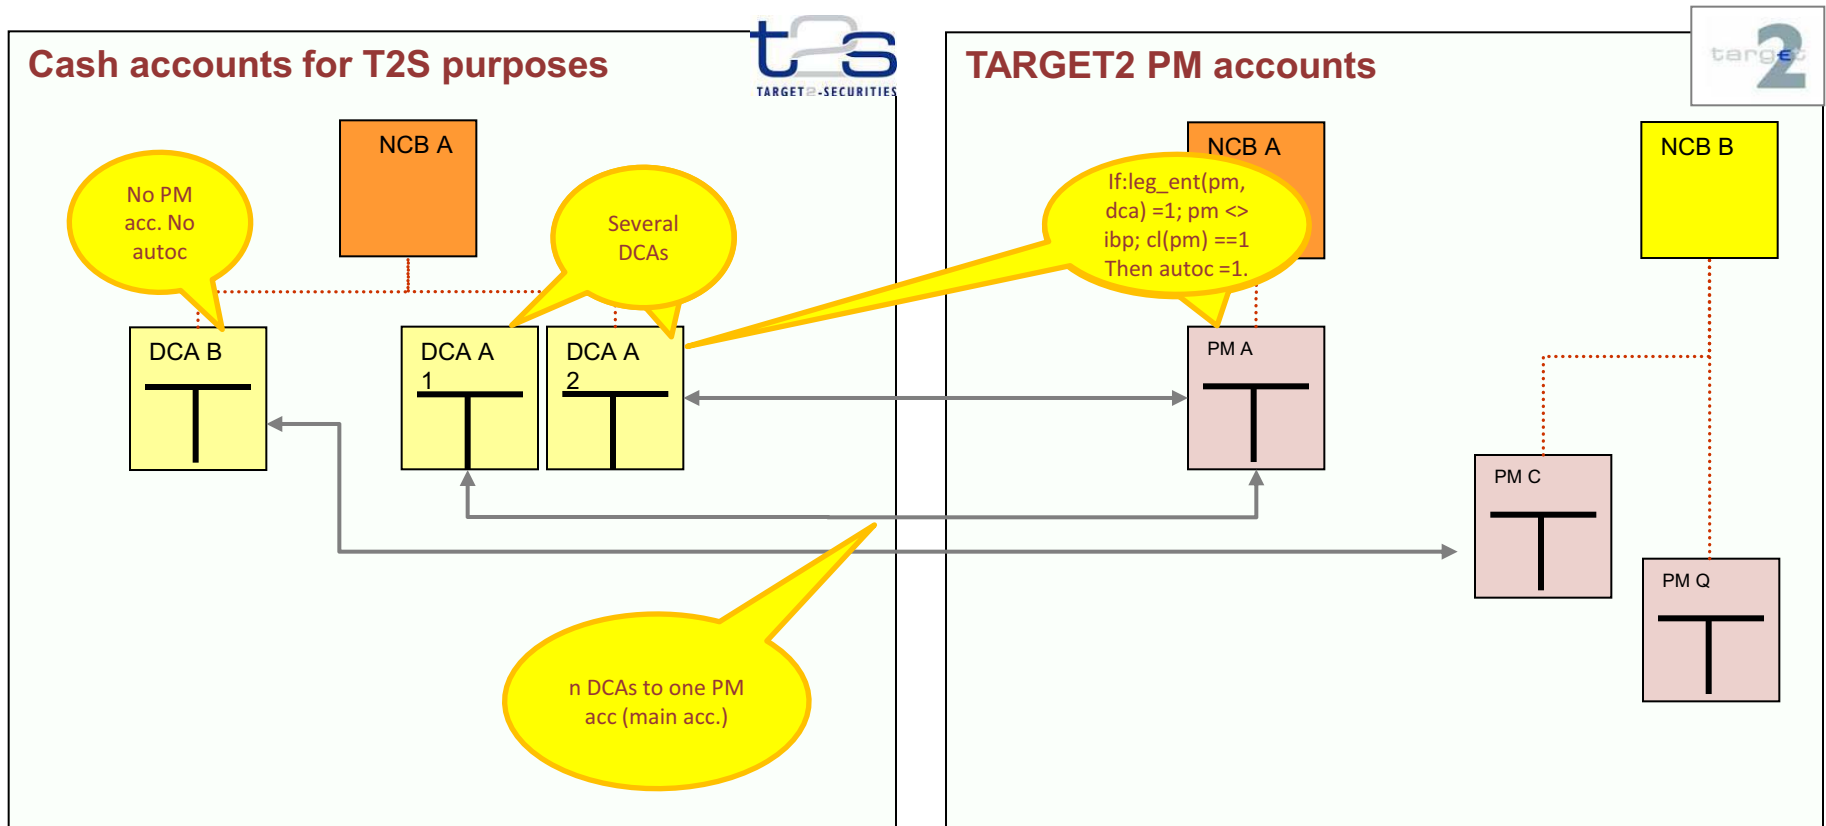 Cash accounts for T2S purposes
t2s
TARGET2-SECURITIES
NCB A
No PM
acc. No
autoc
Several
DCAs
DCA B
DCA A
1
DCA A
2
n DCAs to one PM
acc (main acc.)
TARGET2 PM accounts
target
2
NCB A
NCB B
If:leg_ent(pm,
dca) =1; pm <>
ibp; cl(pm) ==1
Then autoc =1.
PM A
PM C
PM Q